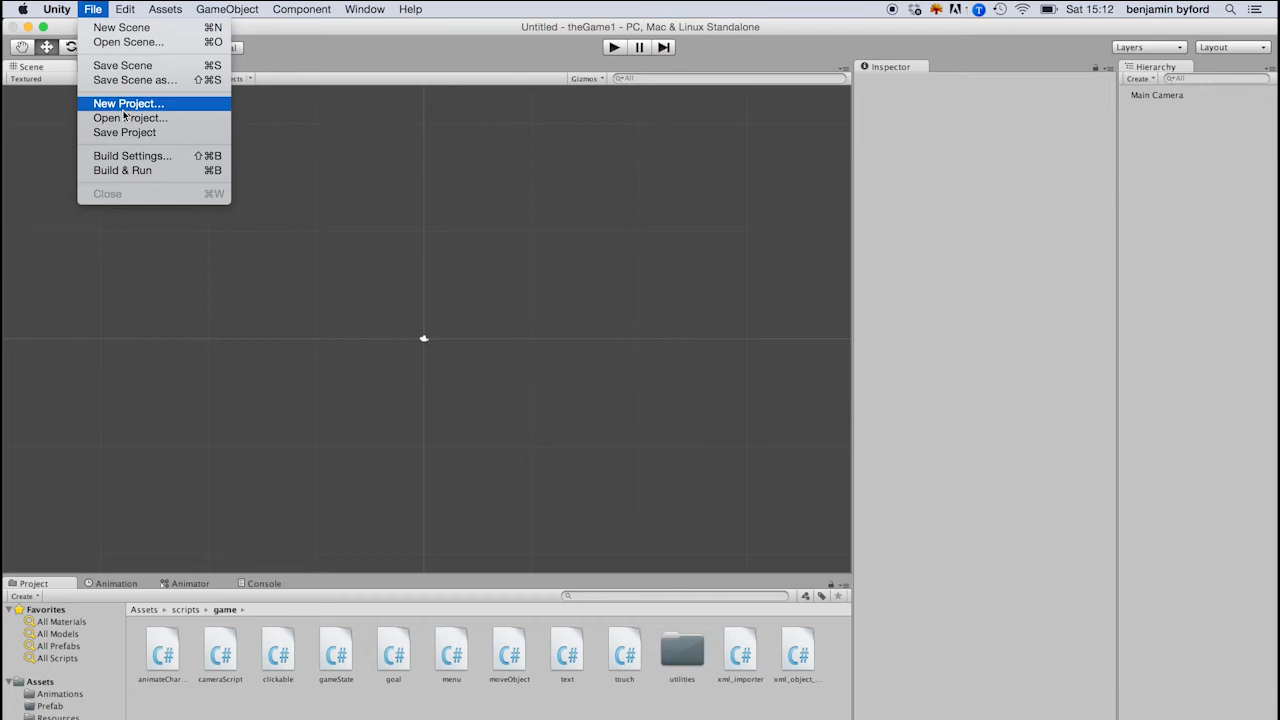 Unity File Edit Assets GameObject Component Window Help Sat 15:12 benjamin byford
Untitled - theGame1 - PC, Mac & Linux Standalone
New Scene ⌘N
Open Scene... ⌘O
Save Scene ⌘S
Save Scene as... ⇧⌘S
New Project...
Open Project...
Save Project
Build Settings... ⇧⌘B
Build & Run ⌘B
Close ⌘W
Layers Layout
Scene
Textured
Gizmos All
Inspector
Hierarchy
Create All
Main Camera
Project Animation Animator Console
Create
Favorites
All Materials
All Models
All Prefabs
All Scripts
Assets
Animations
Prefab
Resources
Assets scripts game
C# C# C# C# C# C# C# C# C# C# C#
animateChar... cameraScript clickable gameState goal menu moveObject text touch utilities xml_importer xml_object_...